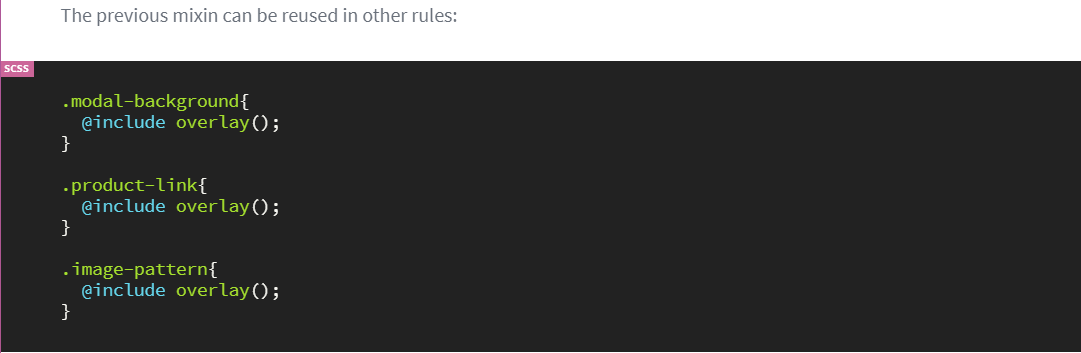 The previous mixin can be reused in other rules:
SCSS
.modal-background{
  @include overlay();
}
.product-link{
  @include overlay();
}
.image-pattern{
  @include overlay();
}